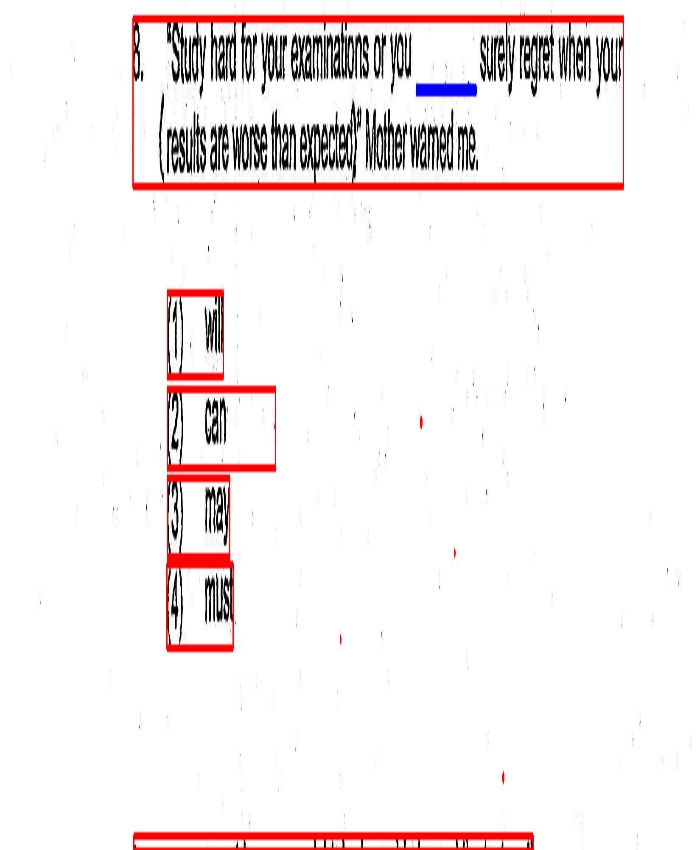 8. "Study hard for your examinations or you ______ surely regret when your
results are worse than expected)" Mother warned me.
(1) will
(2) can
(3) may
(4) must